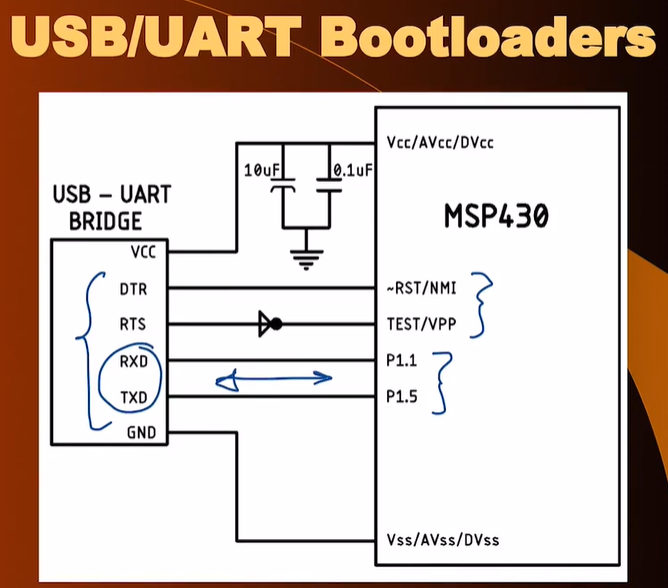 USB/UART Bootloaders
Vcc/AVcc/DVcc
10uF
0.1uF
USB – UART
BRIDGE
MSP430
VCC
DTR
~RST/NMI
RTS
TEST/VPP
RXD
P1.1
TXD
P1.5
GND
Vss/AVss/DVss